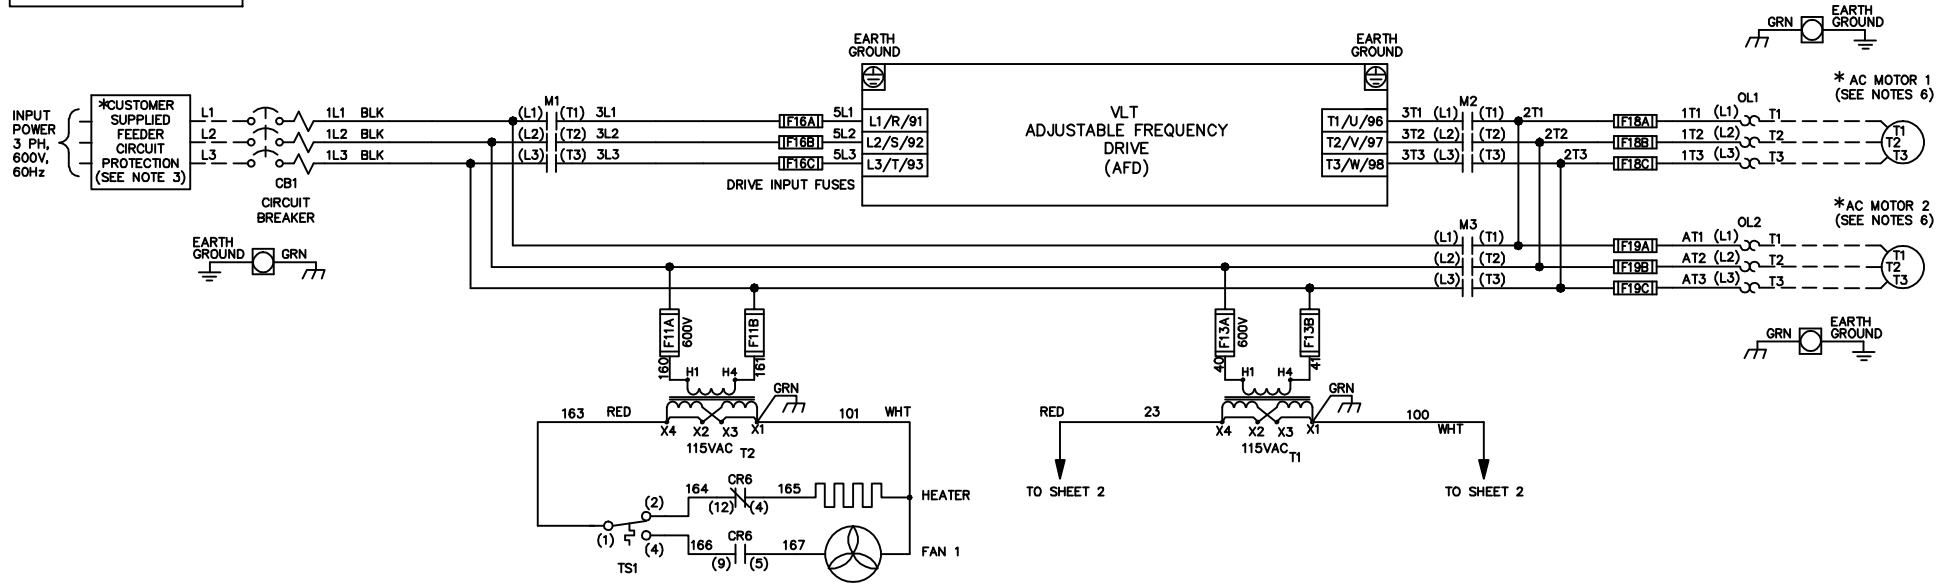 GRN
EARTH
GROUND
EARTH
GROUND
EARTH
GROUND
* AC MOTOR 1
(SEE NOTES 6)
INPUT
POWER
3 PH,
600V,
60Hz
*CUSTOMER
SUPPLIED
FEEDER
CIRCUIT
PROTECTION
(SEE NOTE 3)
L1
L2
L3
CB1
CIRCUIT
BREAKER
1L1 BLK
1L2 BLK
1L3 BLK
M1
(L1) (T1) 3L1
(L2) (T2) 3L2
(L3) (T3) 3L3
F16A 5L1
F16B 5L2
F16C 5L3
DRIVE INPUT FUSES
L1/R/91
L2/S/92
L3/T/93
VLT
ADJUSTABLE FREQUENCY
DRIVE
(AFD)
T1/U/96
T2/V/97
T3/W/98
M2
3T1 (L1) (T1) 2T1
3T2 (L2) (T2) 2T2
3T3 (L3) (T3) 2T3
OL1
F18A 1T1 (L1) T1
F18B 1T2 (L2) T2
F18C 1T3 (L3) T3
T1
T2
T3
* AC MOTOR 2
(SEE NOTES 6)
EARTH
GROUND
GRN
M3
(L1) (T1)
(L2) (T2)
(L3) (T3)
OL2
F19A AT1 (L1) T1
F19B AT2 (L2) T2
F19C AT3 (L3) T3
T1
T2
T3
GRN
EARTH
GROUND
F11A
600V
F11B
160
161
H1 H4
GRN
163 RED
101 WHT
X4 X2 X3 X1
115VAC T2
F13A
600V
F13B
40
41
H1 H4
GRN
RED 23
100
WHT
X4 X2 X3 X1
115VAC T1
TO SHEET 2
TO SHEET 2
CR6
164 165
(12) (4)
HEATER
(2)
(1)
(4)
TS1
CR6
166 167
(9) (5)
FAN 1